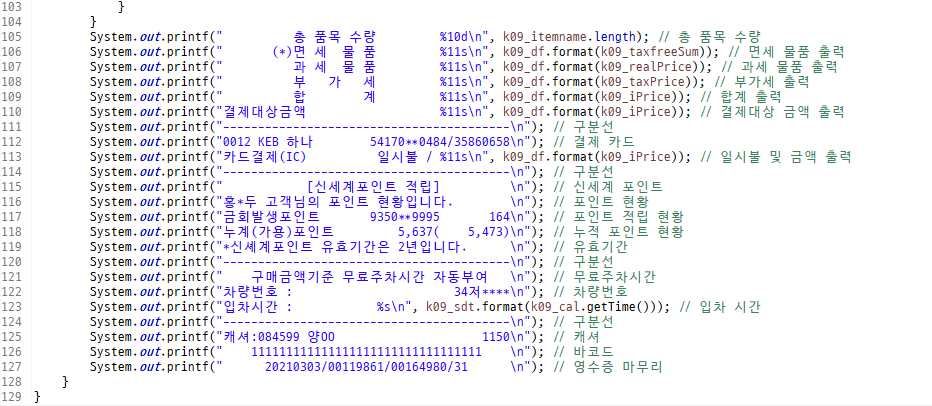 103 }
104 }
105 System.out.printf("          총 품목 수량              %10d\n", k09_itemname.length); // 총 품목 수량
106 System.out.printf("       (*)면 세  물 품         %11s\n", k09_df.format(k09_taxfreeSum)); // 면세 물품 출력
107 System.out.printf("          과 세  물 품         %11s\n", k09_df.format(k09_realPrice)); // 과세 물품 출력
108 System.out.printf("          부   가   세         %11s\n", k09_df.format(k09_taxPrice)); // 부가세 출력
109 System.out.printf("          합        계         %11s\n", k09_df.format(k09_iPrice)); // 합계 출력
110 System.out.printf("결제대상금액                   %11s\n", k09_df.format(k09_iPrice)); // 결제대상 금액 출력
111 System.out.printf("----------------------------------------\n"); // 구분선
112 System.out.printf("0012 KEB 하나        54170**0484/35860658\n"); // 결제 카드
113 System.out.printf("카드결제(IC)          일시불 / %11s\n", k09_df.format(k09_iPrice)); // 일시불 및 금액 출력
114 System.out.printf("----------------------------------------\n"); // 구분선
115 System.out.printf("            [신세계포인트 적립]          \n"); // 신세계 포인트
116 System.out.printf("홍*두 고객님의 포인트 현황입니다.        \n"); // 포인트 현황
117 System.out.printf("금회발생포인트       9350**9995       164\n"); // 포인트 적립 현황
118 System.out.printf("누계(가용)포인트         5,637(    5,473)\n"); // 누적 포인트 현황
119 System.out.printf("*신세계포인트 유효기간은 2년입니다.      \n"); // 유효기간
120 System.out.printf("----------------------------------------\n"); // 구분선
121 System.out.printf("    구매금액기준 무료주차시간 자동부여   \n"); // 무료주차시간
122 System.out.printf("차량번호 :                       34저****\n"); // 차량번호
123 System.out.printf("입차시간 :            %s\n", k09_sdt.format(k09_cal.getTime())); // 입차 시간
124 System.out.printf("----------------------------------------\n"); // 구분선
125 System.out.printf("캐셔:084599 양OO                     1150\n"); // 캐셔
126 System.out.printf("    111111111111111111111111111111111    \n"); // 바코드
127 System.out.printf("      20210303/00119861/00164980/31      \n"); // 영수증 마무리
128 }
129 }